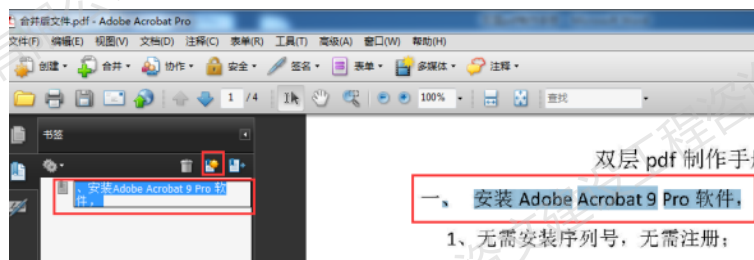 合并后文件.pdf - Adobe Acrobat Pro
文件(F) 编辑(E) 视图(V) 文档(D) 注释(C) 表单(R) 工具(T) 高级(A) 窗口(W) 帮助(H)
创建 合并 协作 安全 签名 表单 多媒体 注释
1 / 4 100% 查找
书签
、安装Adobe Acrobat 9 Pro 软
件，
双层 pdf 制作手
一、 安装 Adobe Acrobat 9 Pro 软件，
1、无需安装序列号，无需注册；